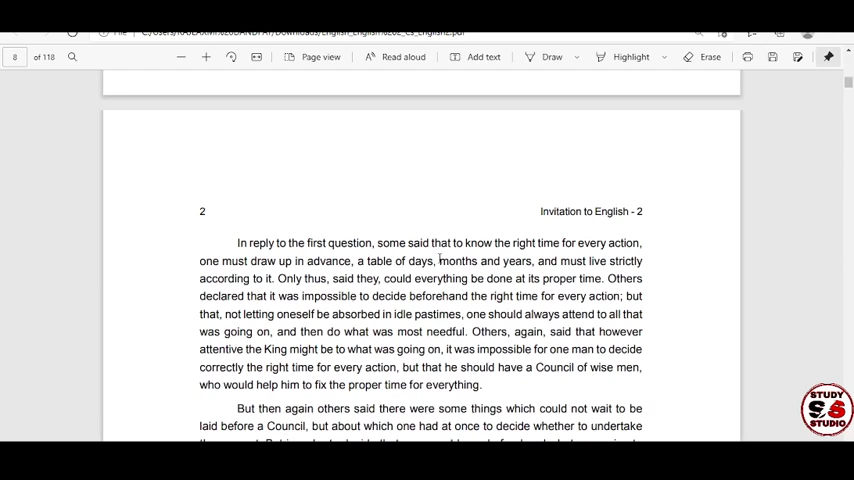 File
8 of 118 Page view Read aloud Add text Draw Highlight Erase
2 Invitation to English - 2
In reply to the first question, some said that to know the right time for every action,
one must draw up in advance, a table of days, months and years, and must live strictly
according to it. Only thus, said they, could everything be done at its proper time. Others
declared that it was impossible to decide beforehand the right time for every action; but
that, not letting oneself be absorbed in idle pastimes, one should always attend to all that
was going on, and then do what was most needful. Others, again, said that however
attentive the King might be to what was going on, it was impossible for one man to decide
correctly the right time for every action, but that he should have a Council of wise men,
who would help him to fix the proper time for everything.
But then again others said there were some things which could not wait to be
laid before a Council, but about which one had at once to decide whether to undertake
STUDY
STUDIO